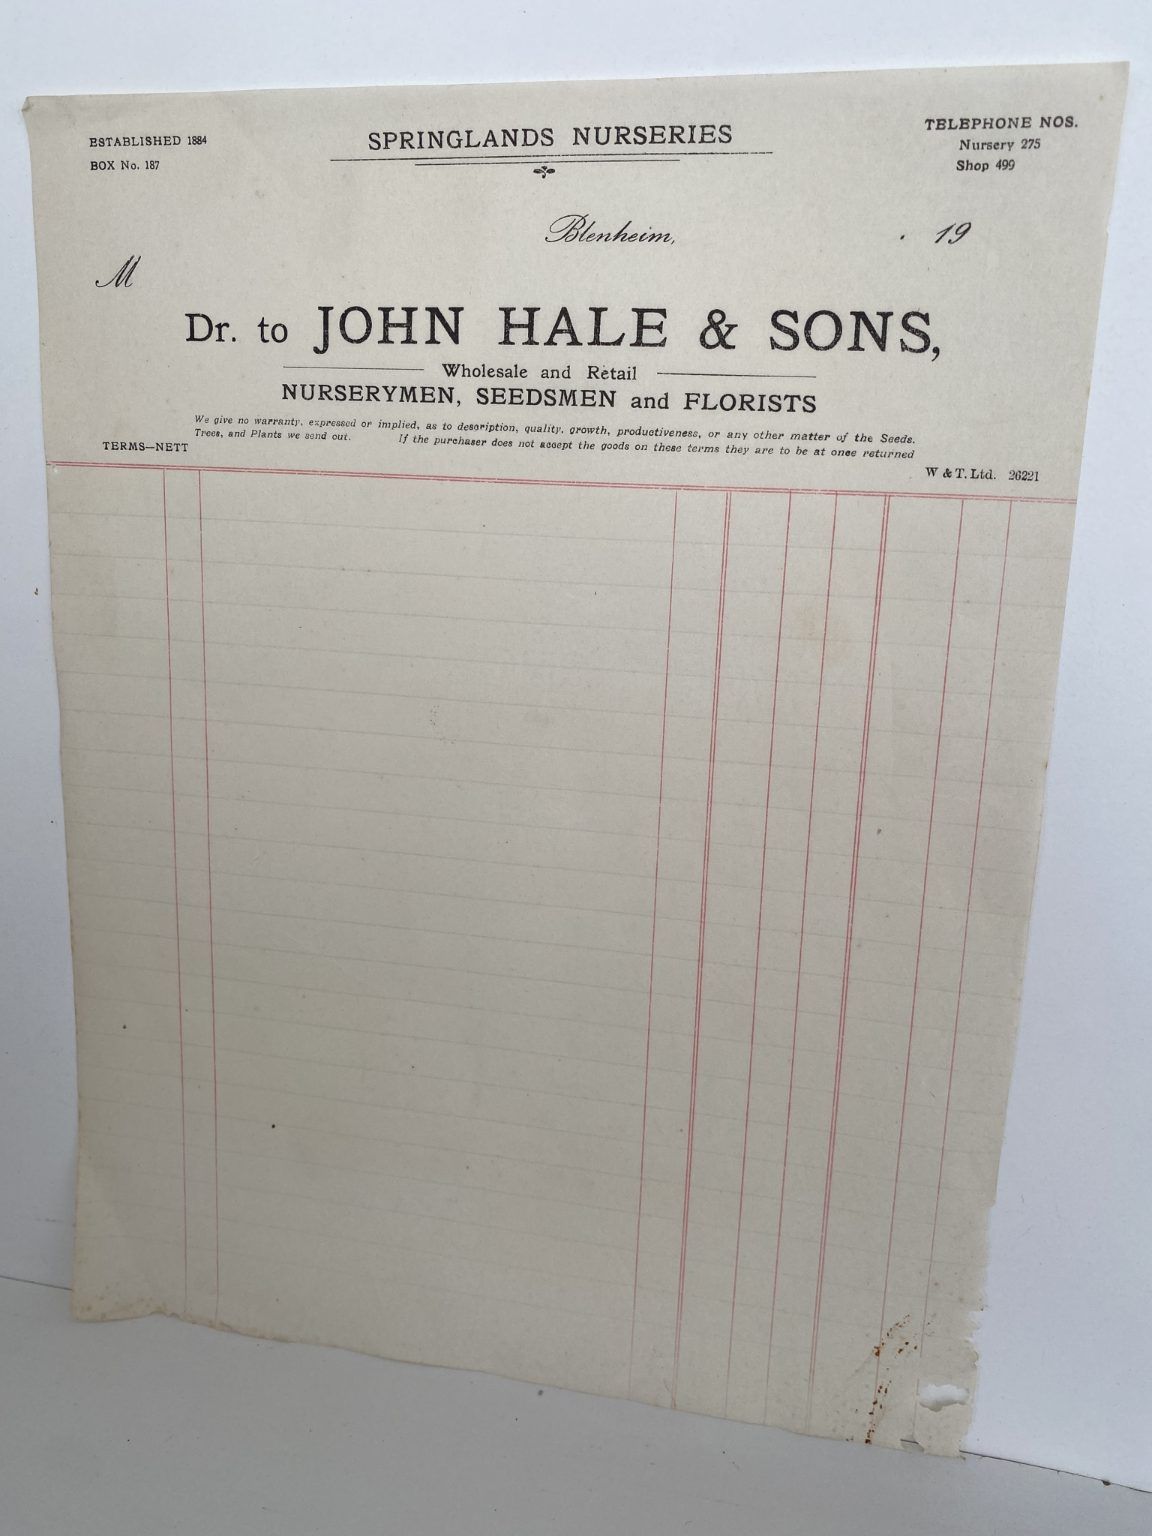 ESTABLISHED 1884
BOX No. 187
SPRINGLANDS NURSERIES
TELEPHONE NOS.
Nursery 275
Shop 499
Blenheim, . 19
M
Dr. to JOHN HALE & SONS,
Wholesale and Retail
NURSERYMEN, SEEDSMEN and FLORISTS
We give no warranty, expressed or implied, as to description, quality, growth, productiveness, or any other matter of the Seeds.
Trees, and Plants we send out. If the purchaser does not accept the goods on these terms they are to be at once returned
TERMS—NETT
W & T. Ltd. 26221